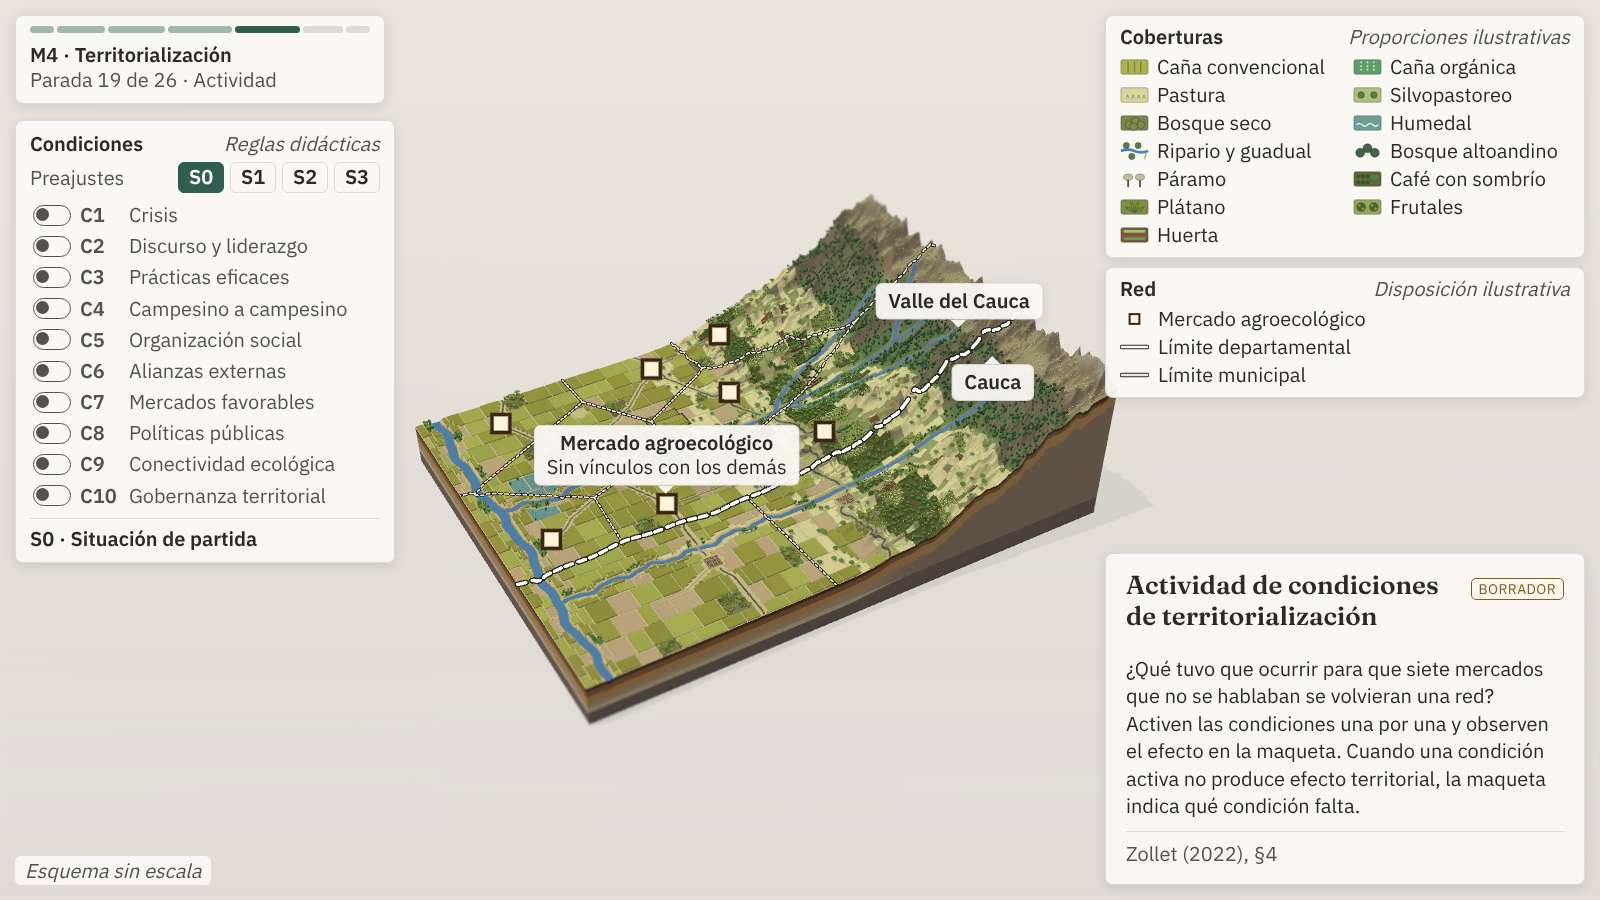 M4 · Territorialización
Parada 19 de 26 · Actividad
Condiciones
Reglas didácticas
Preajustes
S0
S1
S2
S3
C1 Crisis
C2 Discurso y liderazgo
C3 Prácticas eficaces
C4 Campesino a campesino
C5 Organización social
C6 Alianzas externas
C7 Mercados favorables
C8 Políticas públicas
C9 Conectividad ecológica
C10 Gobernanza territorial
S0 · Situación de partida
Valle del Cauca
Cauca
Mercado agroecológico
Sin vínculos con los demás
Coberturas
Proporciones ilustrativas
Caña convencional
Caña orgánica
Pastura
Silvopastoreo
Bosque seco
Humedal
Ripario y guadual
Bosque altoandino
Páramo
Café con sombrío
Plátano
Frutales
Huerta
Red
Disposición ilustrativa
Mercado agroecológico
Límite departamental
Límite municipal
Actividad de condiciones
de territorialización
BORRADOR
¿Qué tuvo que ocurrir para que siete mercados
que no se hablaban se volvieran una red?
Activen las condiciones una por una y observen
el efecto en la maqueta. Cuando una condición
activa no produce efecto territorial, la maqueta
indica qué condición falta.
Zollet (2022), §4
Esquema sin escala